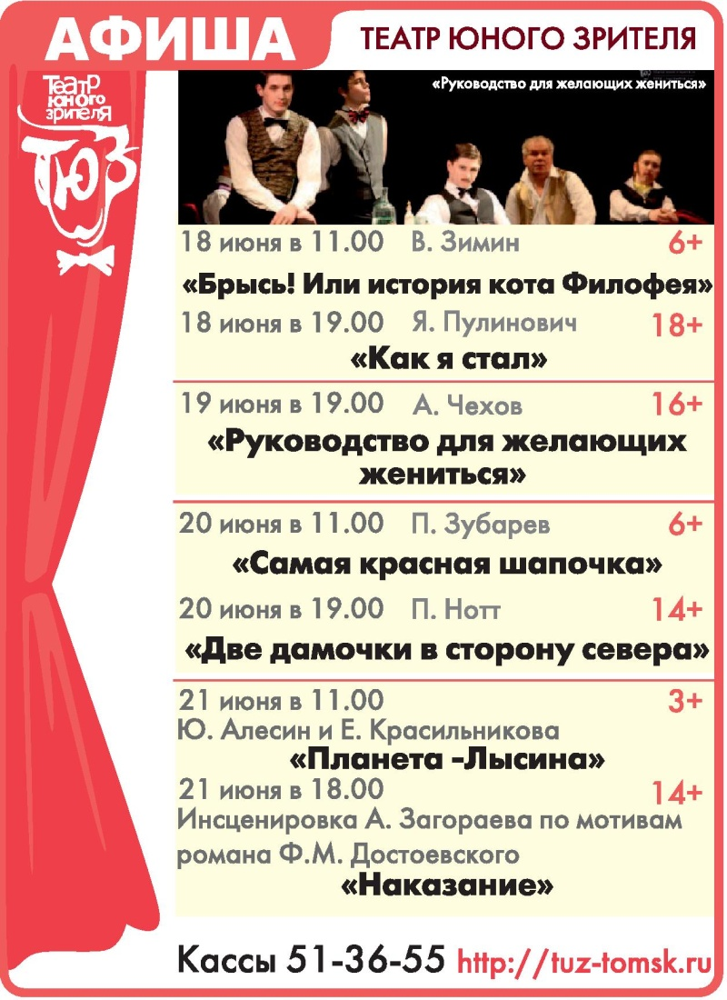 АФИША
ТЕАТР ЮНОГО ЗРИТЕЛЯ
Театр
юного
зрителя
ТЮЗ
«Руководство для желающих жениться»
18 июня в 11.00 В. Зимин 6+
«Брысь! Или история кота Филофея»
18 июня в 19.00 Я. Пулинович 18+
«Как я стал»
19 июня в 19.00 А. Чехов 16+
«Руководство для желающих
жениться»
20 июня в 11.00 П. Зубарев 6+
«Самая красная шапочка»
20 июня в 19.00 П. Нотт 14+
«Две дамочки в сторону севера»
21 июня в 11.00 3+
Ю. Алесин и Е. Красильникова
«Планета -Лысина»
21 июня в 18.00 14+
Инсценировка А. Загораева по мотивам
романа Ф.М. Достоевского
«Наказание»
Кассы 51-36-55 http://tuz-tomsk.ru